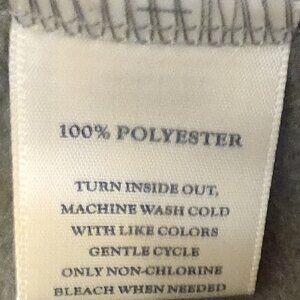 100% POLYESTER
TURN INSIDE OUT,
MACHINE WASH COLD
WITH LIKE COLORS
GENTLE CYCLE
ONLY NON-CHLORINE
BLEACH WHEN NEEDED